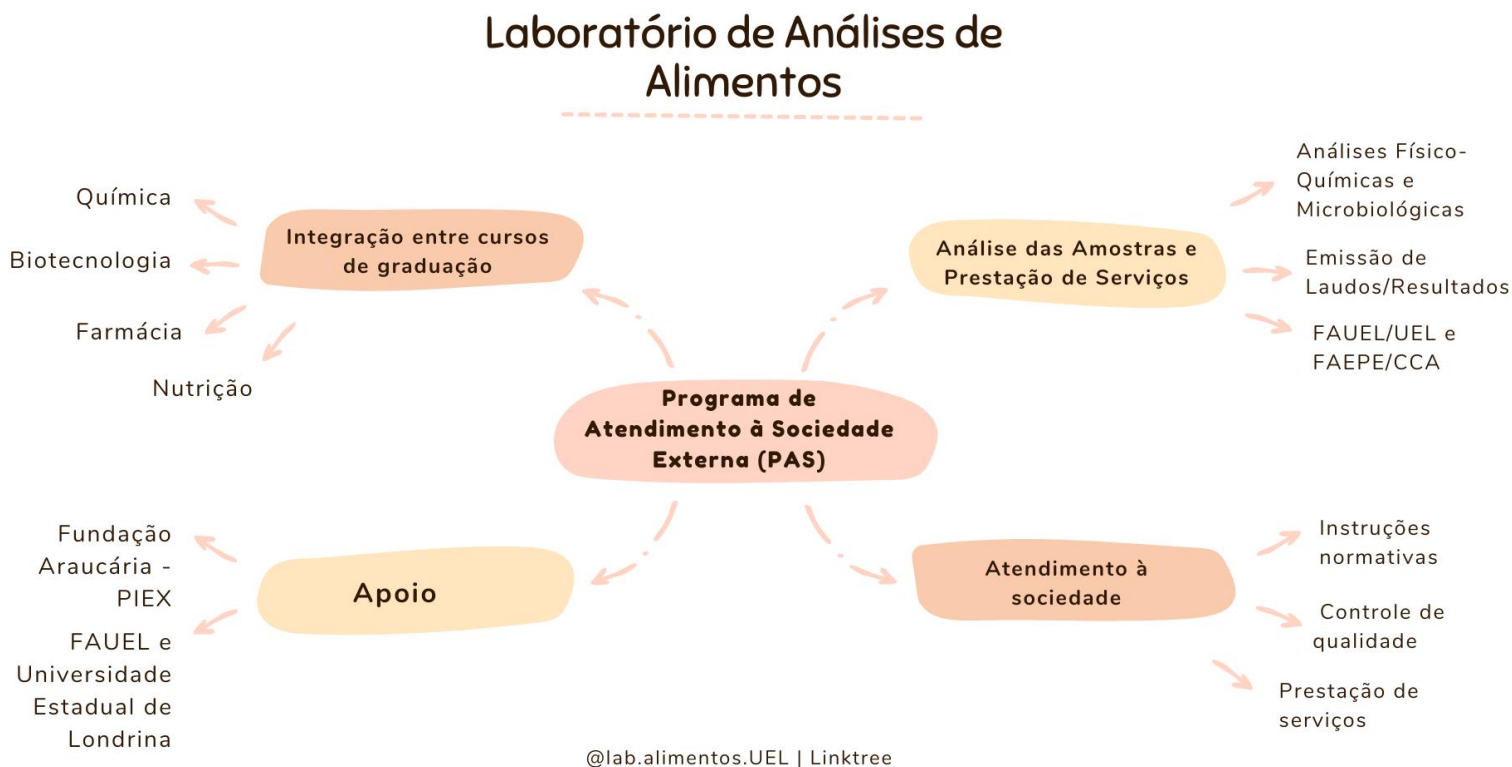 Laboratório de Análises de
Alimentos
Química
Biotecnologia
Farmácia
Nutrição
Integração entre cursos
de graduação
Análise das Amostras e
Prestação de Serviços
Análises Físico-
Químicas e
Microbiológicas
Emissão de
Laudos/Resultados
FAUEL/UEL e
FAEPE/CCA
Programa de
Atendimento à Sociedade
Externa (PAS)
Fundação
Araucária -
PIEX
FAUEL e
Universidade
Estadual de
Londrina
Apoio
Atendimento à
sociedade
Instruções
normativas
Controle de
qualidade
Prestação de
serviços
@lab.alimentos.UEL | Linktree